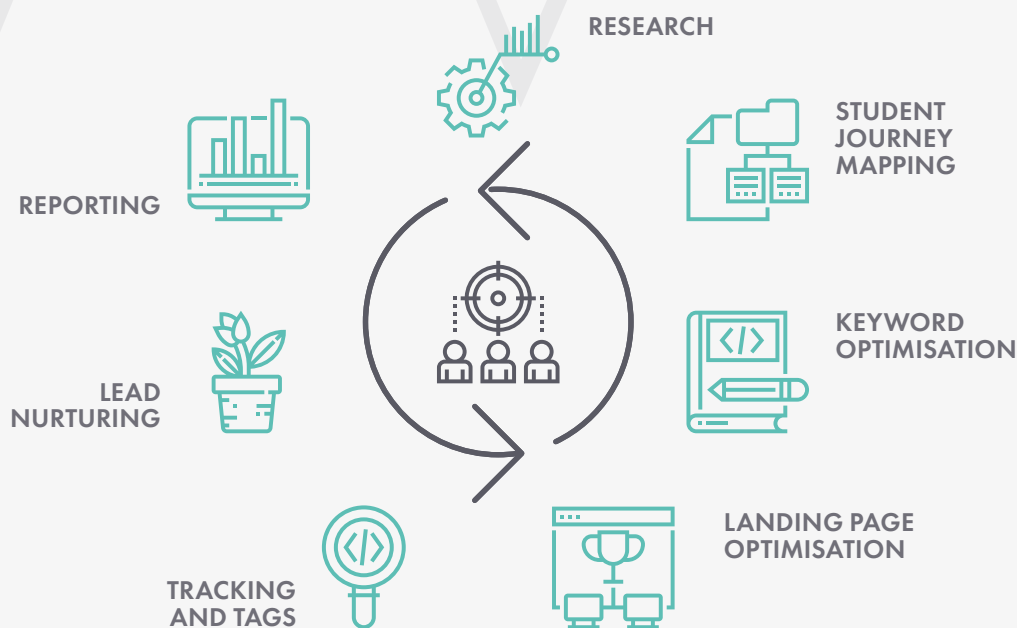 RESEARCH
STUDENT
JOURNEY
MAPPING
KEYWORD
OPTIMISATION
LANDING PAGE
OPTIMISATION
TRACKING
AND TAGS
LEAD
NURTURING
REPORTING